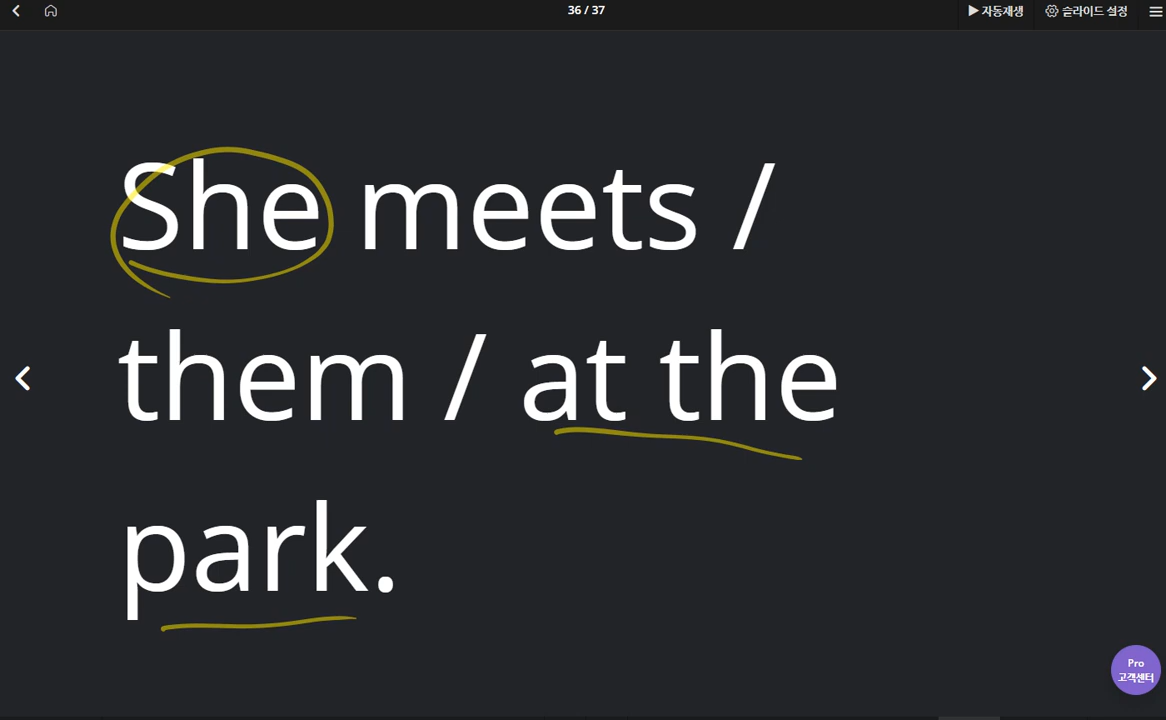 36 / 37
▶ 자동재생
슬라이드 설정
She meets /
them / at the
park.
Pro
고객센터